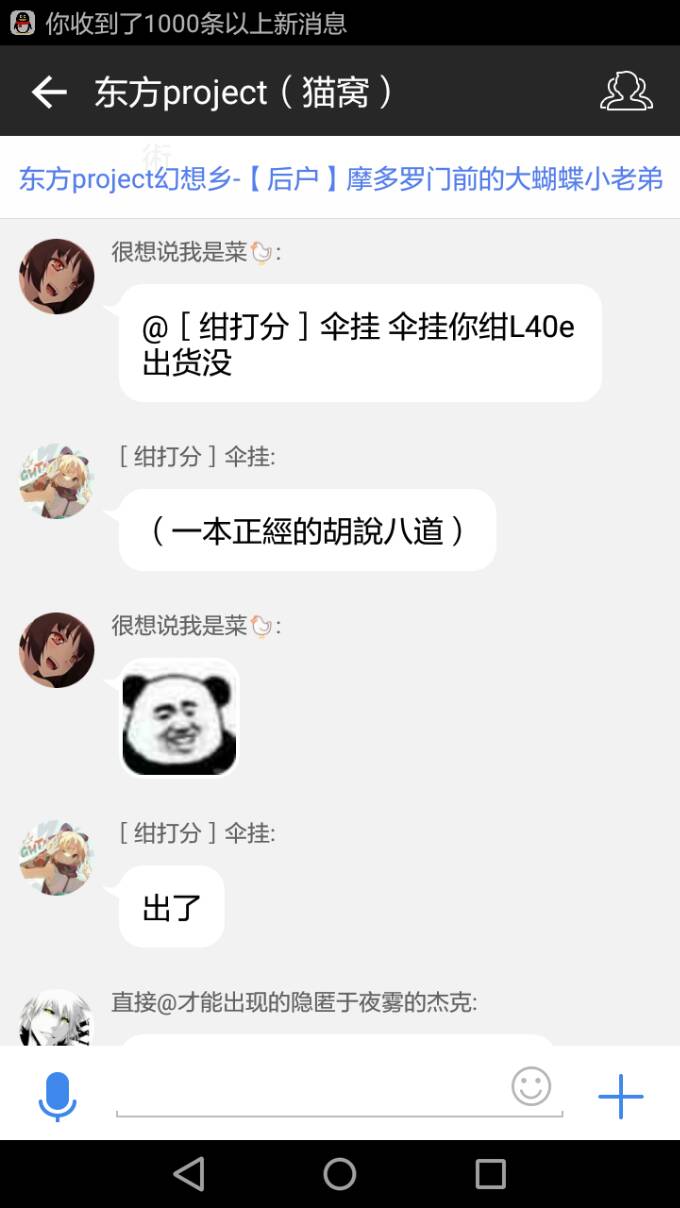 你收到了1000条以上新消息
东方project（猫窝）
術
东方project幻想乡-【后户】摩多罗门前的大蝴蝶小老弟
很想说我是菜🐔:
@［绀打分］伞挂 伞挂你绀L40e
出货没
［绀打分］伞挂:
（一本正經的胡說八道）
很想说我是菜🐔:
［绀打分］伞挂:
出了
直接@才能出现的隐匿于夜雾的杰克: